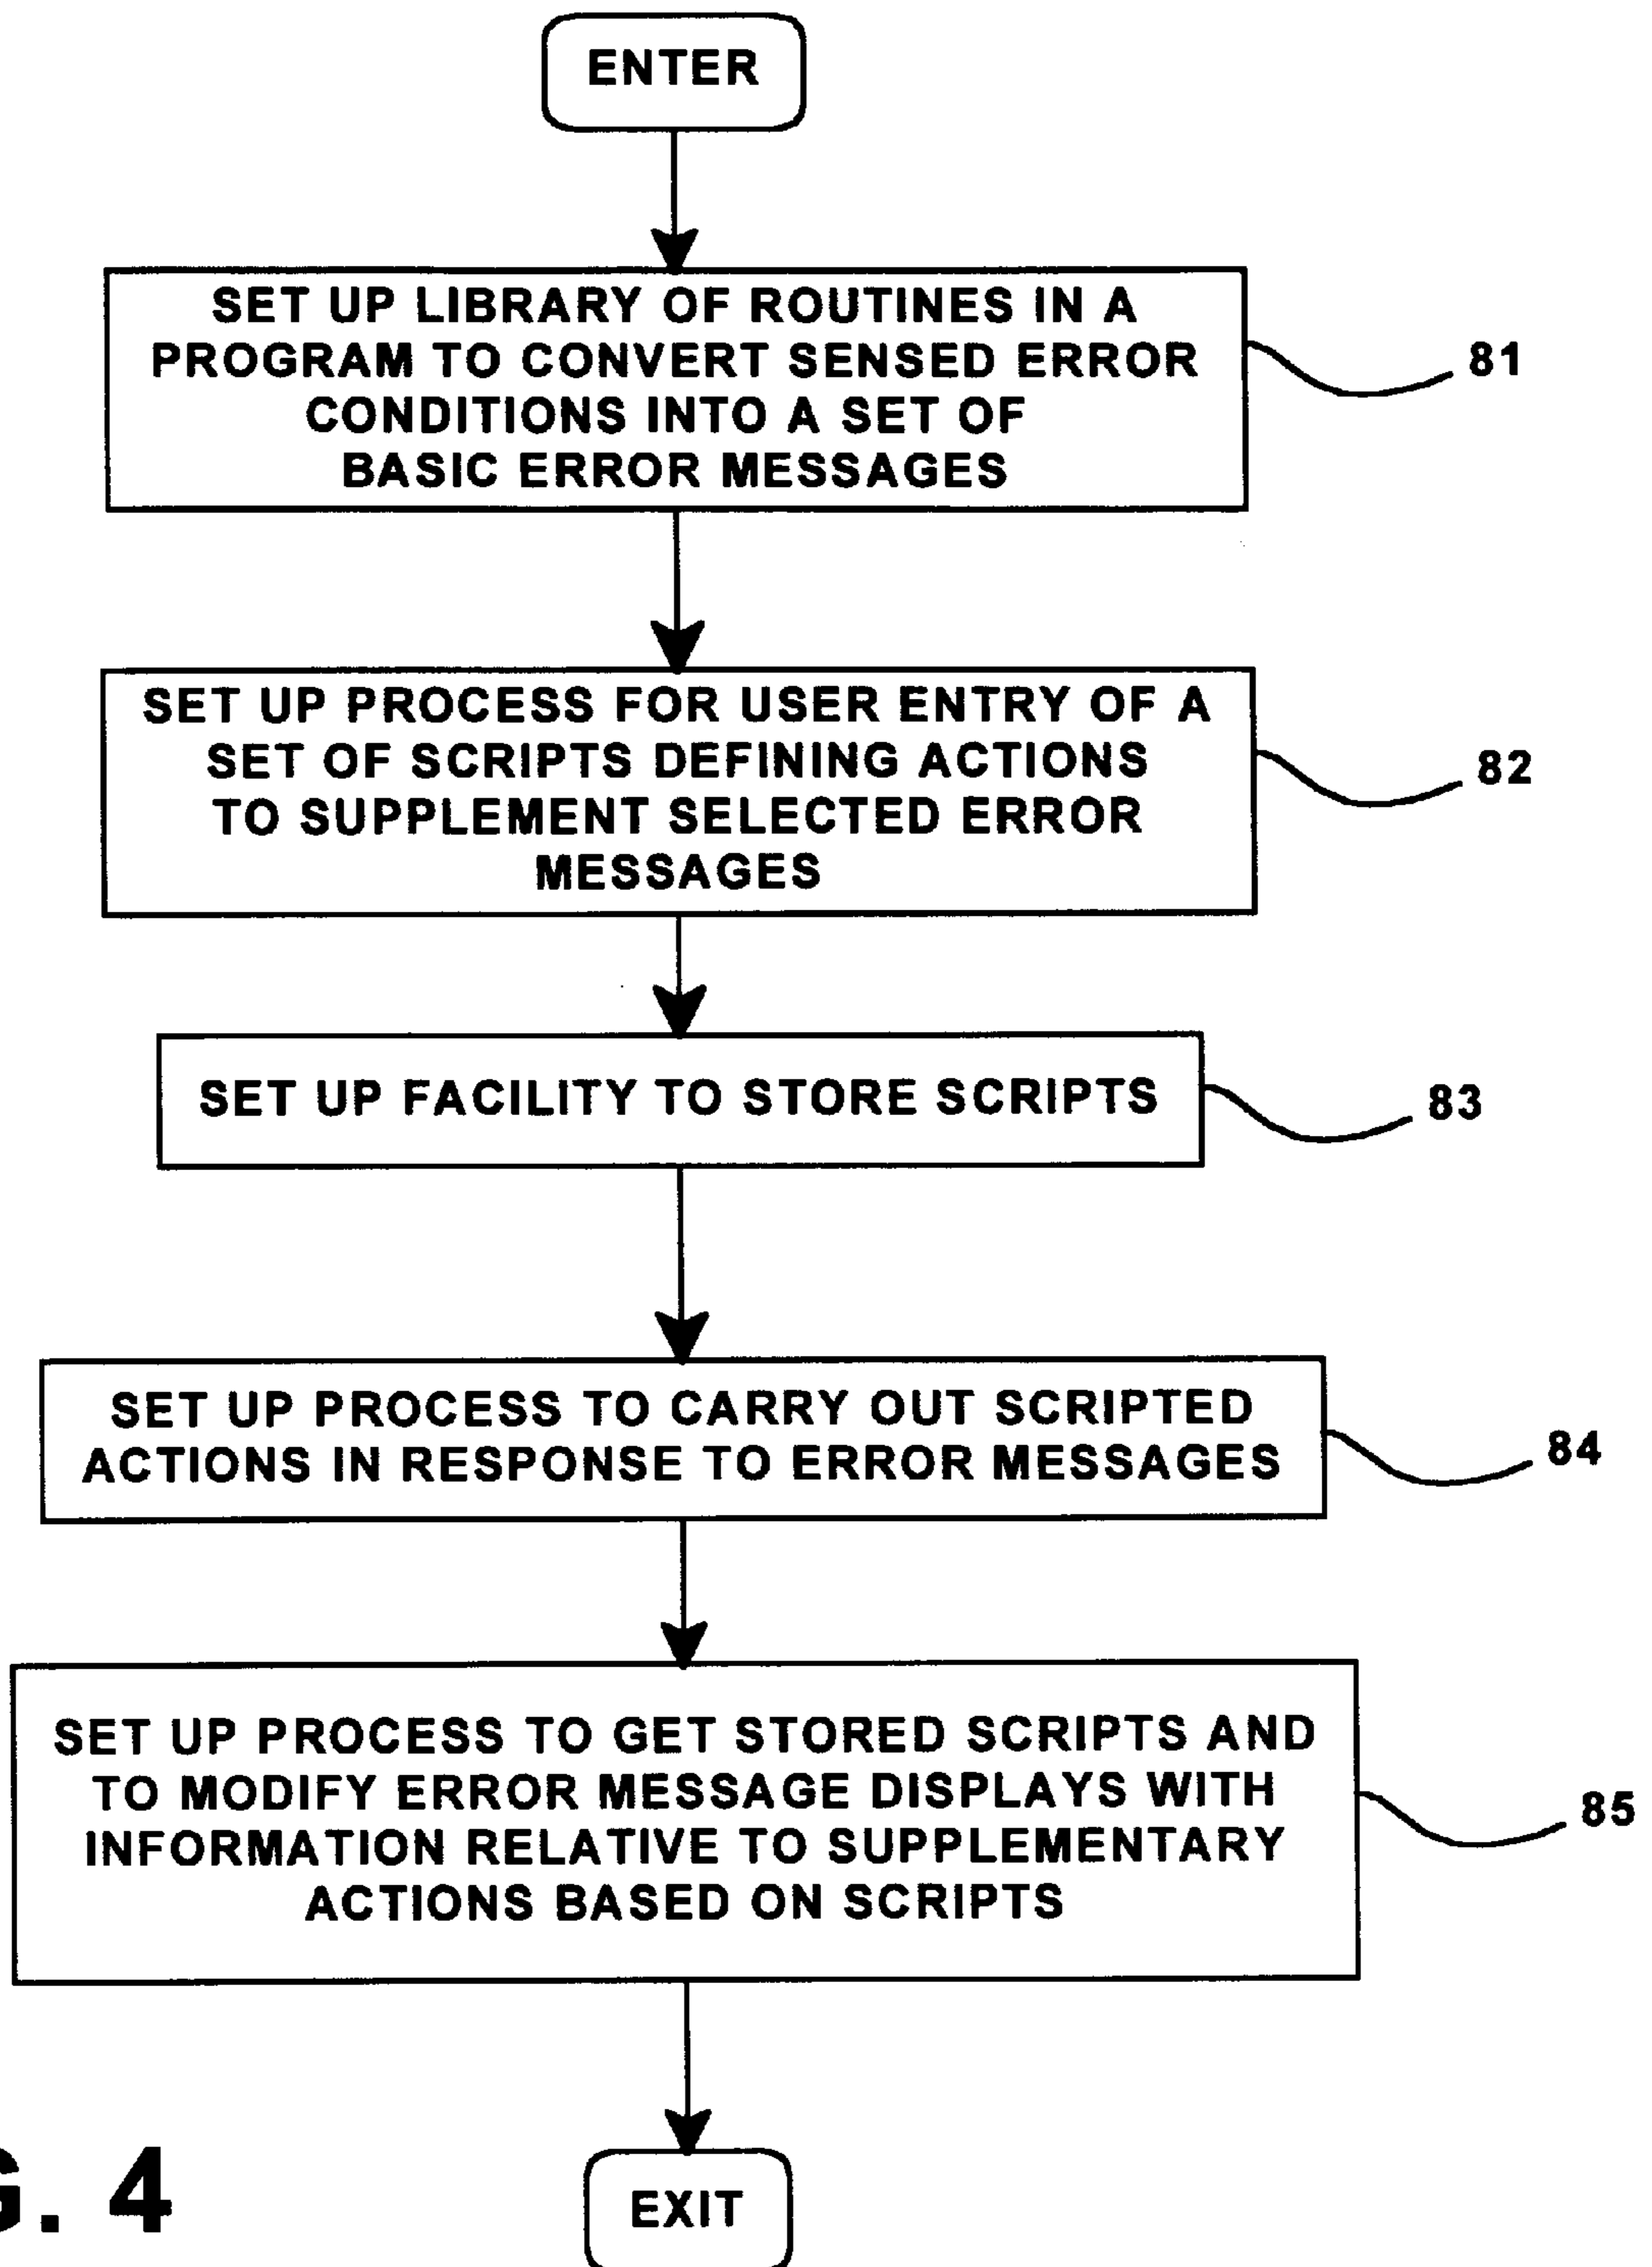 ENTER
SET UP LIBRARY OF ROUTINES IN A
PROGRAM TO CONVERT SENSED ERROR
CONDITIONS INTO A SET OF
BASIC ERROR MESSAGES
81
SET UP PROCESS FOR USER ENTRY OF A
SET OF SCRIPTS DEFINING ACTIONS
TO SUPPLEMENT SELECTED ERROR
MESSAGES
82
SET UP FACILITY TO STORE SCRIPTS
83
SET UP PROCESS TO CARRY OUT SCRIPTED
ACTIONS IN RESPONSE TO ERROR MESSAGES
84
SET UP PROCESS TO GET STORED SCRIPTS AND
TO MODIFY ERROR MESSAGE DISPLAYS WITH
INFORMATION RELATIVE TO SUPPLEMENTARY
ACTIONS BASED ON SCRIPTS
85
EXIT
G. 4